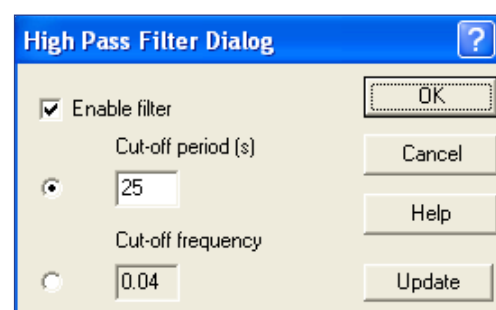 High Pass Filter Dialog
?
Enable filter
OK
Cut-off period (s)
Cancel
25
Help
Cut-off frequency
0.04
Update